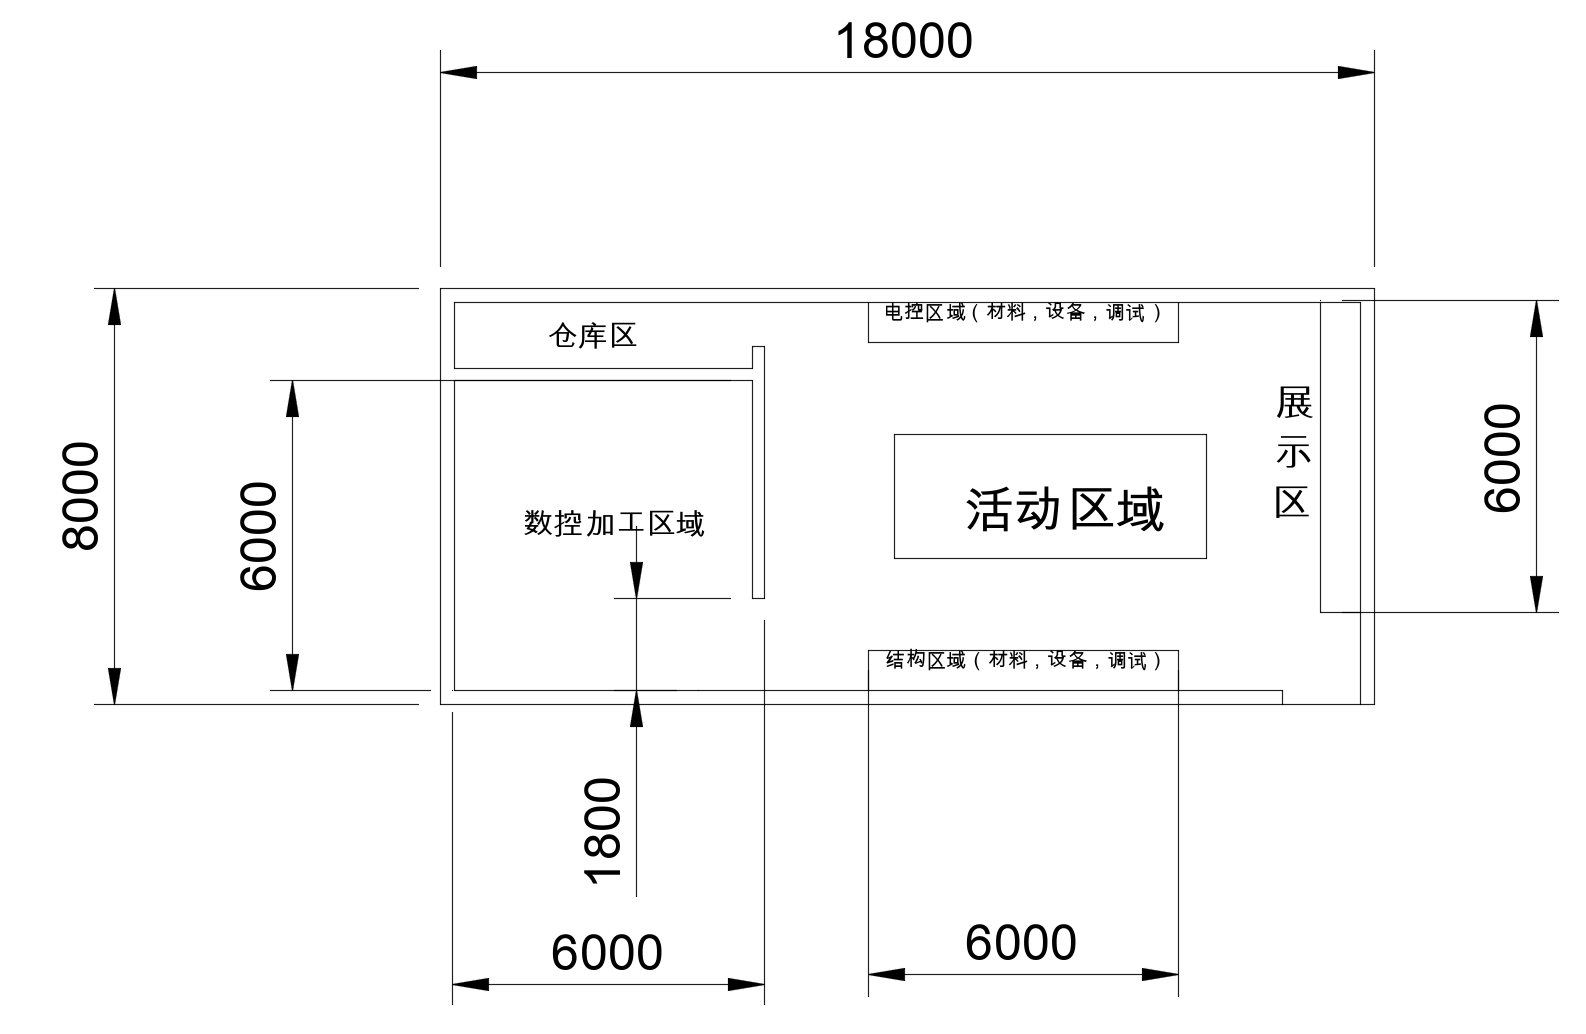 18000
仓库区
电控区域（材料，设备，调试）
8000
6000
数控加工区域
活动区域
展
示
区
6000
结构区域（材料，设备，调试）
1800
6000
6000